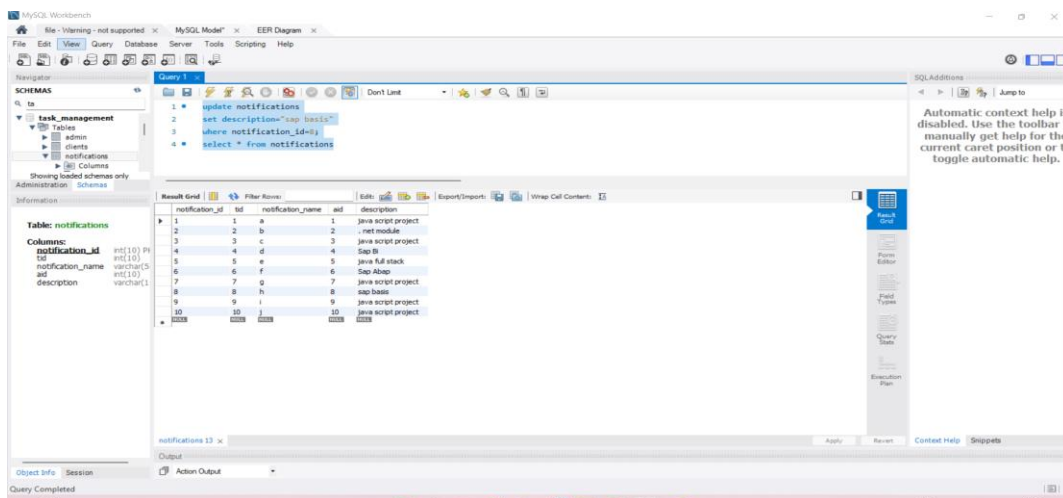 MySQL Workbench
file - Warning - not supported × MySQL Model* × EER Diagram ×
File Edit View Query Database Server Tools Scripting Help
Navigator
SCHEMAS
ta
task_management
Tables
admin
clients
notifications
Columns
Showing loaded schemas only
Administration Schemas
Information
Table: notifications
Columns:
notification_id int(10) P
tid int(10)
notification_name varchar(5
aid int(10)
description varchar(1
Object Info Session
Query Completed
Query 1 ×
Don't Limit
1 update notifications
2 set description="sap basis"
3 where notification_id=8;
4 select * from notifications
Result Grid Filter Rows: Edit: Export/Import: Wrap Cell Content:
notification_id tid notification_name aid description
1 1 a 1 java script project
2 2 b 2 . net module
3 3 c 3 java script project
4 4 d 4 Sap Bi
5 5 e 5 java full stack
6 6 f 6 Sap Abap
7 7 g 7 java script project
8 8 h 8 sap basis
9 9 i 9 java script project
10 10 j 10 java script project
NULL NULL NULL NULL NULL
Result
Grid
Form
Editor
Field
Types
Query
Stats
Execution
Plan
notifications 13 × Apply Revert
Output
Action Output
SQLAdditions
Jump to
Automatic context help i
disabled. Use the toolbar
manually get help for the
current caret position or t
toggle automatic help.
Context Help Snippets